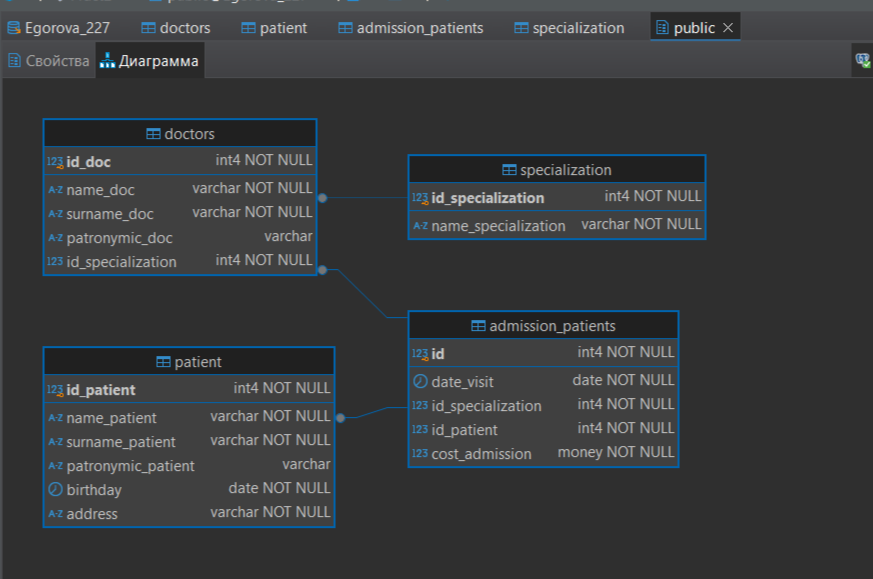 Egorova_227 doctors patient admission_patients specialization public
Свойства Диаграмма
doctors
id_doc int4 NOT NULL
name_doc varchar NOT NULL
surname_doc varchar NOT NULL
patronymic_doc varchar
id_specialization int4 NOT NULL
specialization
id_specialization int4 NOT NULL
name_specialization varchar NOT NULL
patient
id_patient int4 NOT NULL
name_patient varchar NOT NULL
surname_patient varchar NOT NULL
patronymic_patient varchar
birthday date NOT NULL
address varchar NOT NULL
admission_patients
id int4 NOT NULL
date_visit date NOT NULL
id_specialization int4 NOT NULL
id_patient int4 NOT NULL
cost_admission money NOT NULL